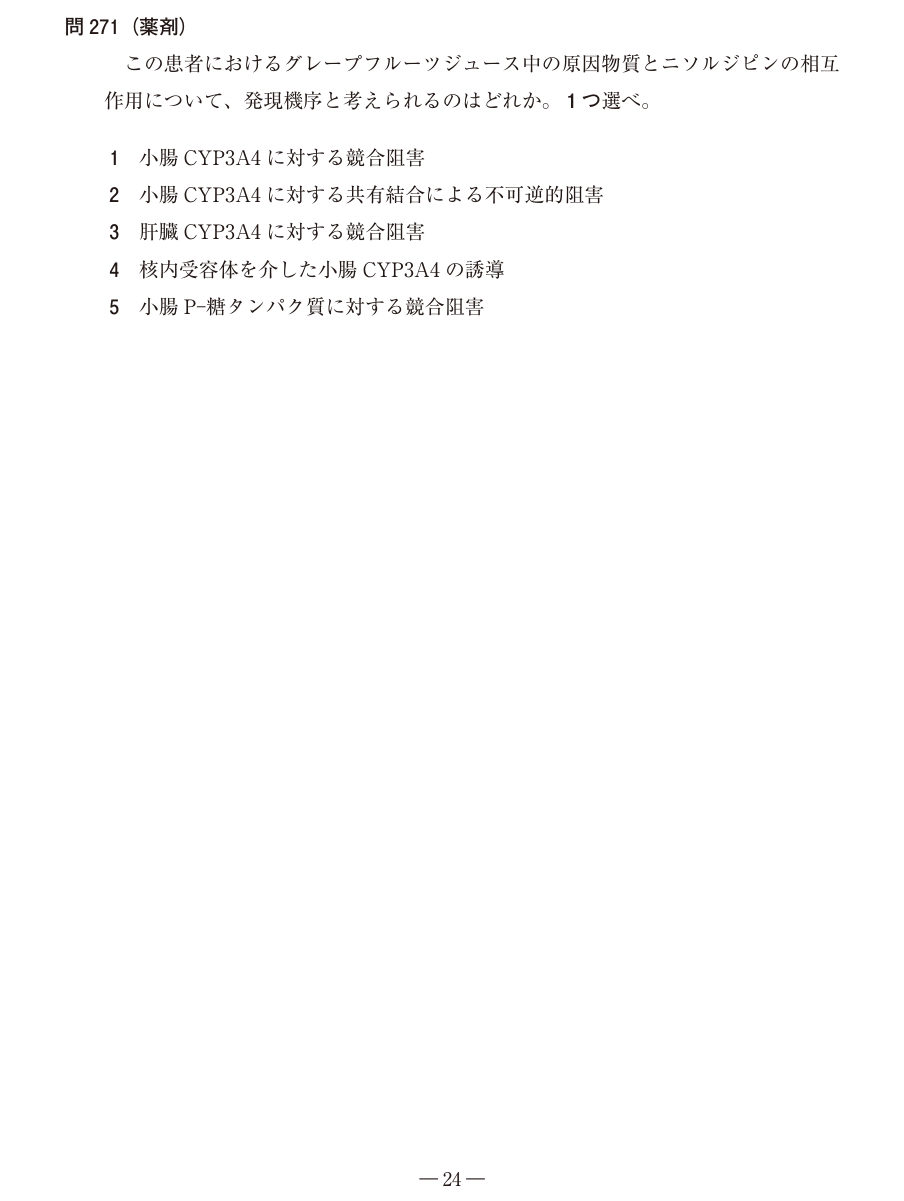 問 271（薬剤）
この患者におけるグレープフルーツジュース中の原因物質とニソルジピンの相互
作用について、発現機序と考えられるのはどれか。1つ選べ。
1 小腸 CYP3A4 に対する競合阻害
2 小腸 CYP3A4 に対する共有結合による不可逆的阻害
3 肝臓 CYP3A4 に対する競合阻害
4 核内受容体を介した小腸 CYP3A4 の誘導
5 小腸 P-糖タンパク質に対する競合阻害
— 24 —